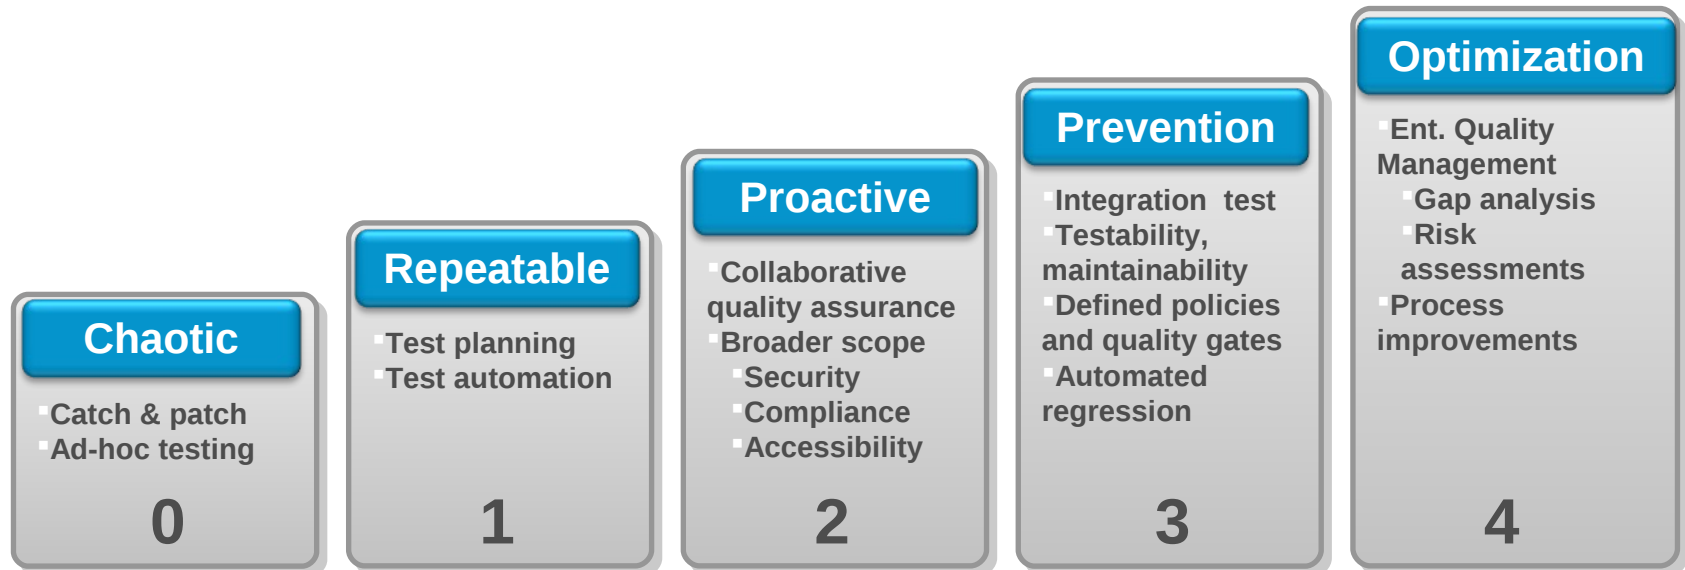 Chaotic
Catch & patch
Ad-hoc testing
0
Repeatable
Test planning
Test automation
1
Proactive
Collaborative
quality assurance
Broader scope
Security
Compliance
Accessibility
2
Prevention
Integration  test
Testability,
maintainability
Defined policies
and quality gates
Automated
regression
3
Optimization
Ent. Quality
Management
Gap analysis
Risk
assessments
Process
improvements
4